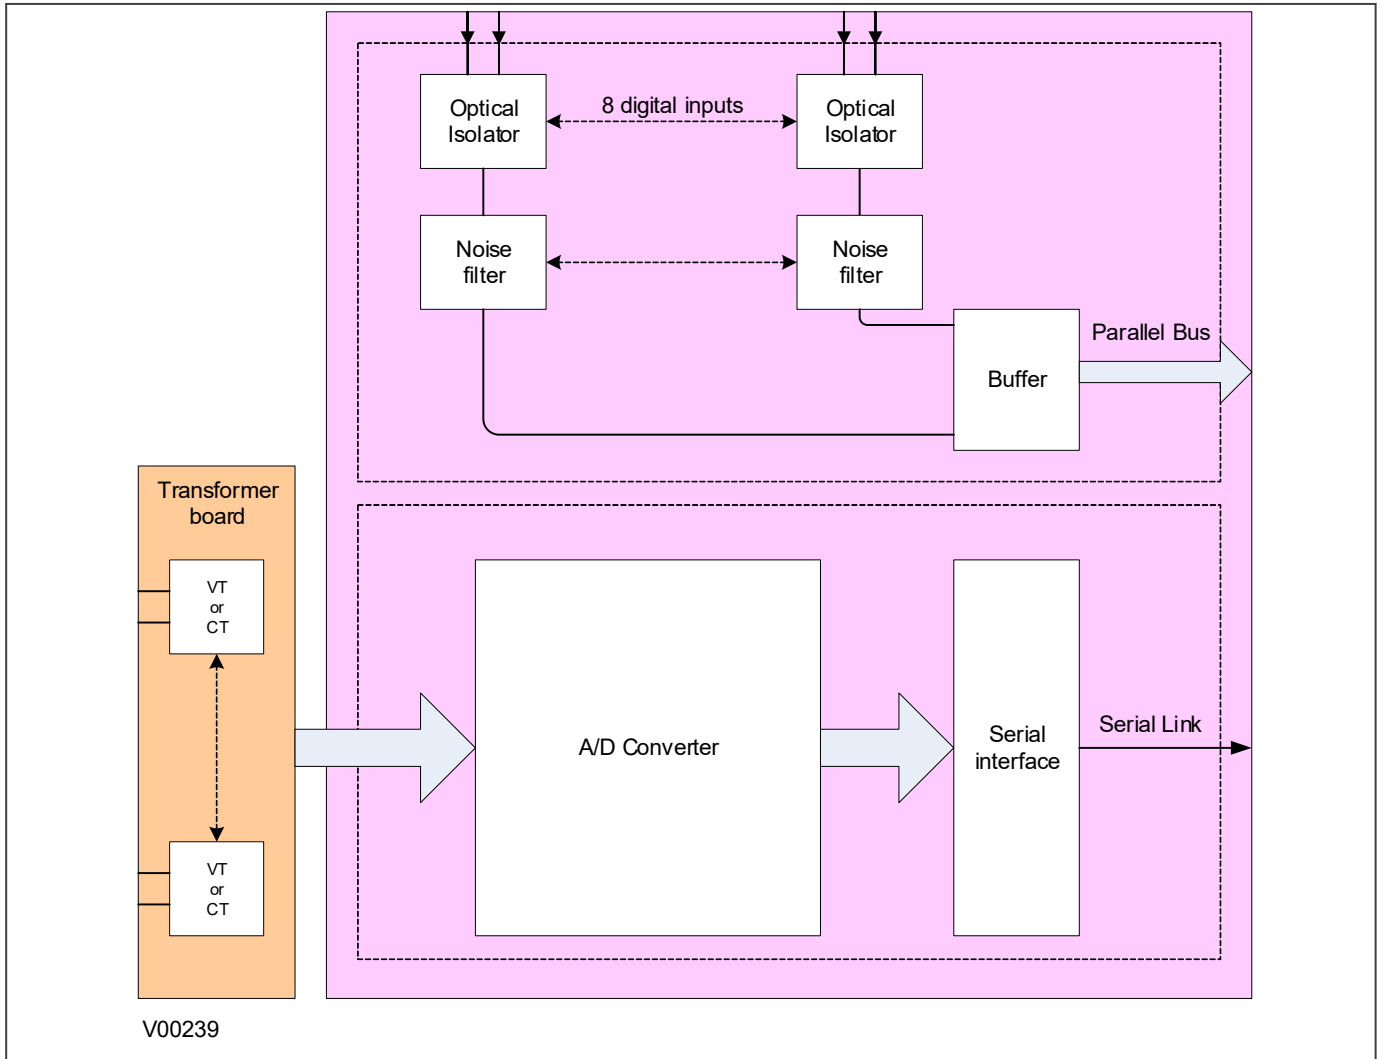 8 digital inputs
Optical
Isolator
Optical
Isolator
Noise
filter
Noise
filter
Parallel Bus
Buffer
Transformer
board
VT
or
CT
VT
or
CT
A/D Converter
Serial
interface
Serial Link
V00239